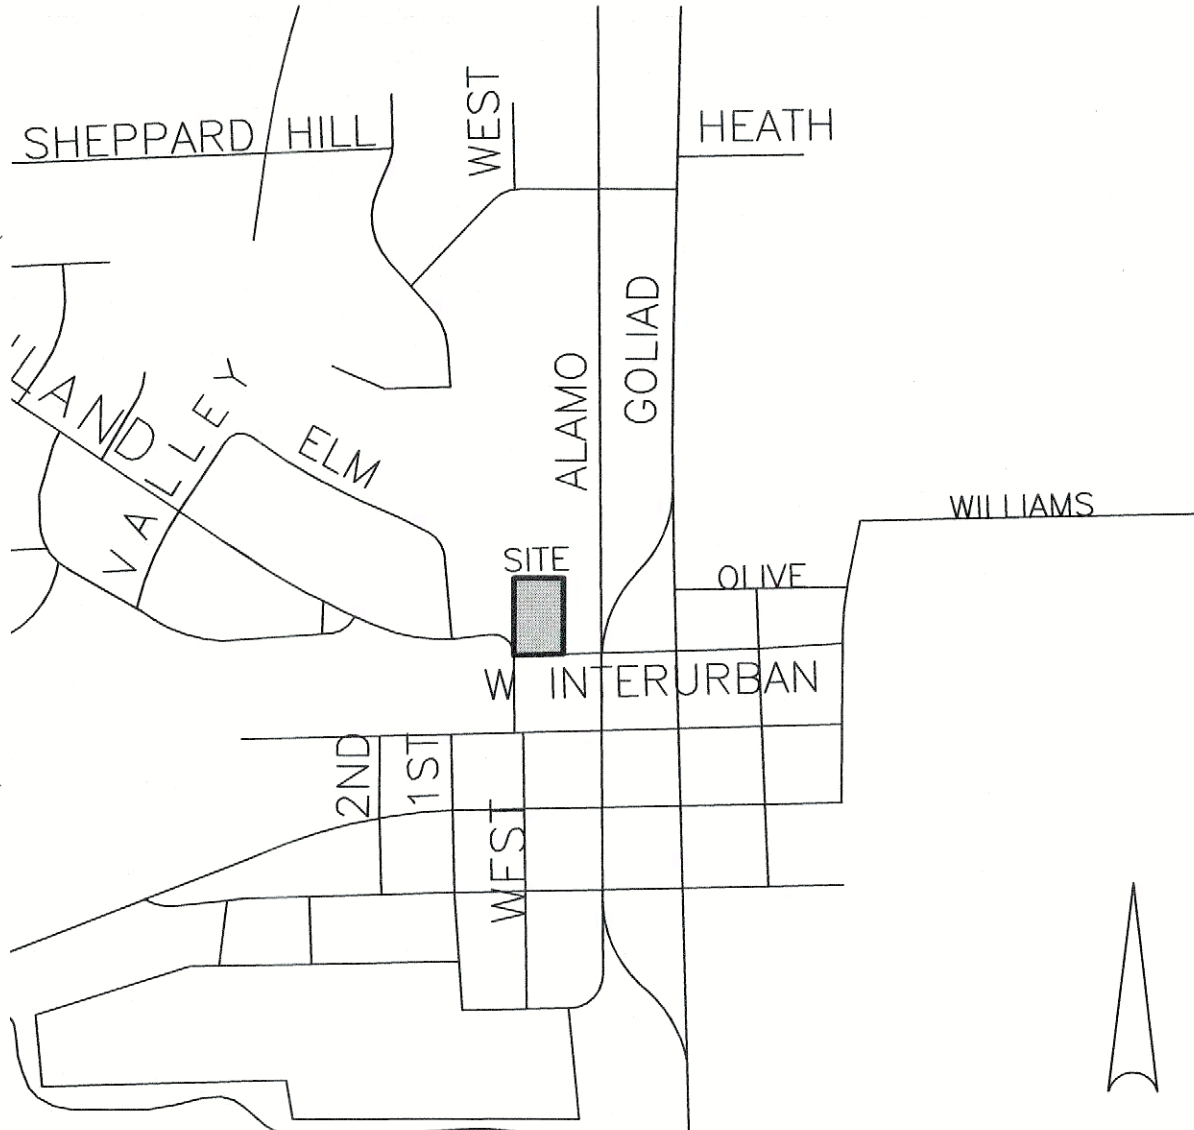 WEST
HEATH
SHEPPARD HILL
GOLIAD
ALAMO
LAND
VALLEY
ELM
WILLIAMS
SITE
OLIVE
W INTERURBAN
2ND
1ST
WEST